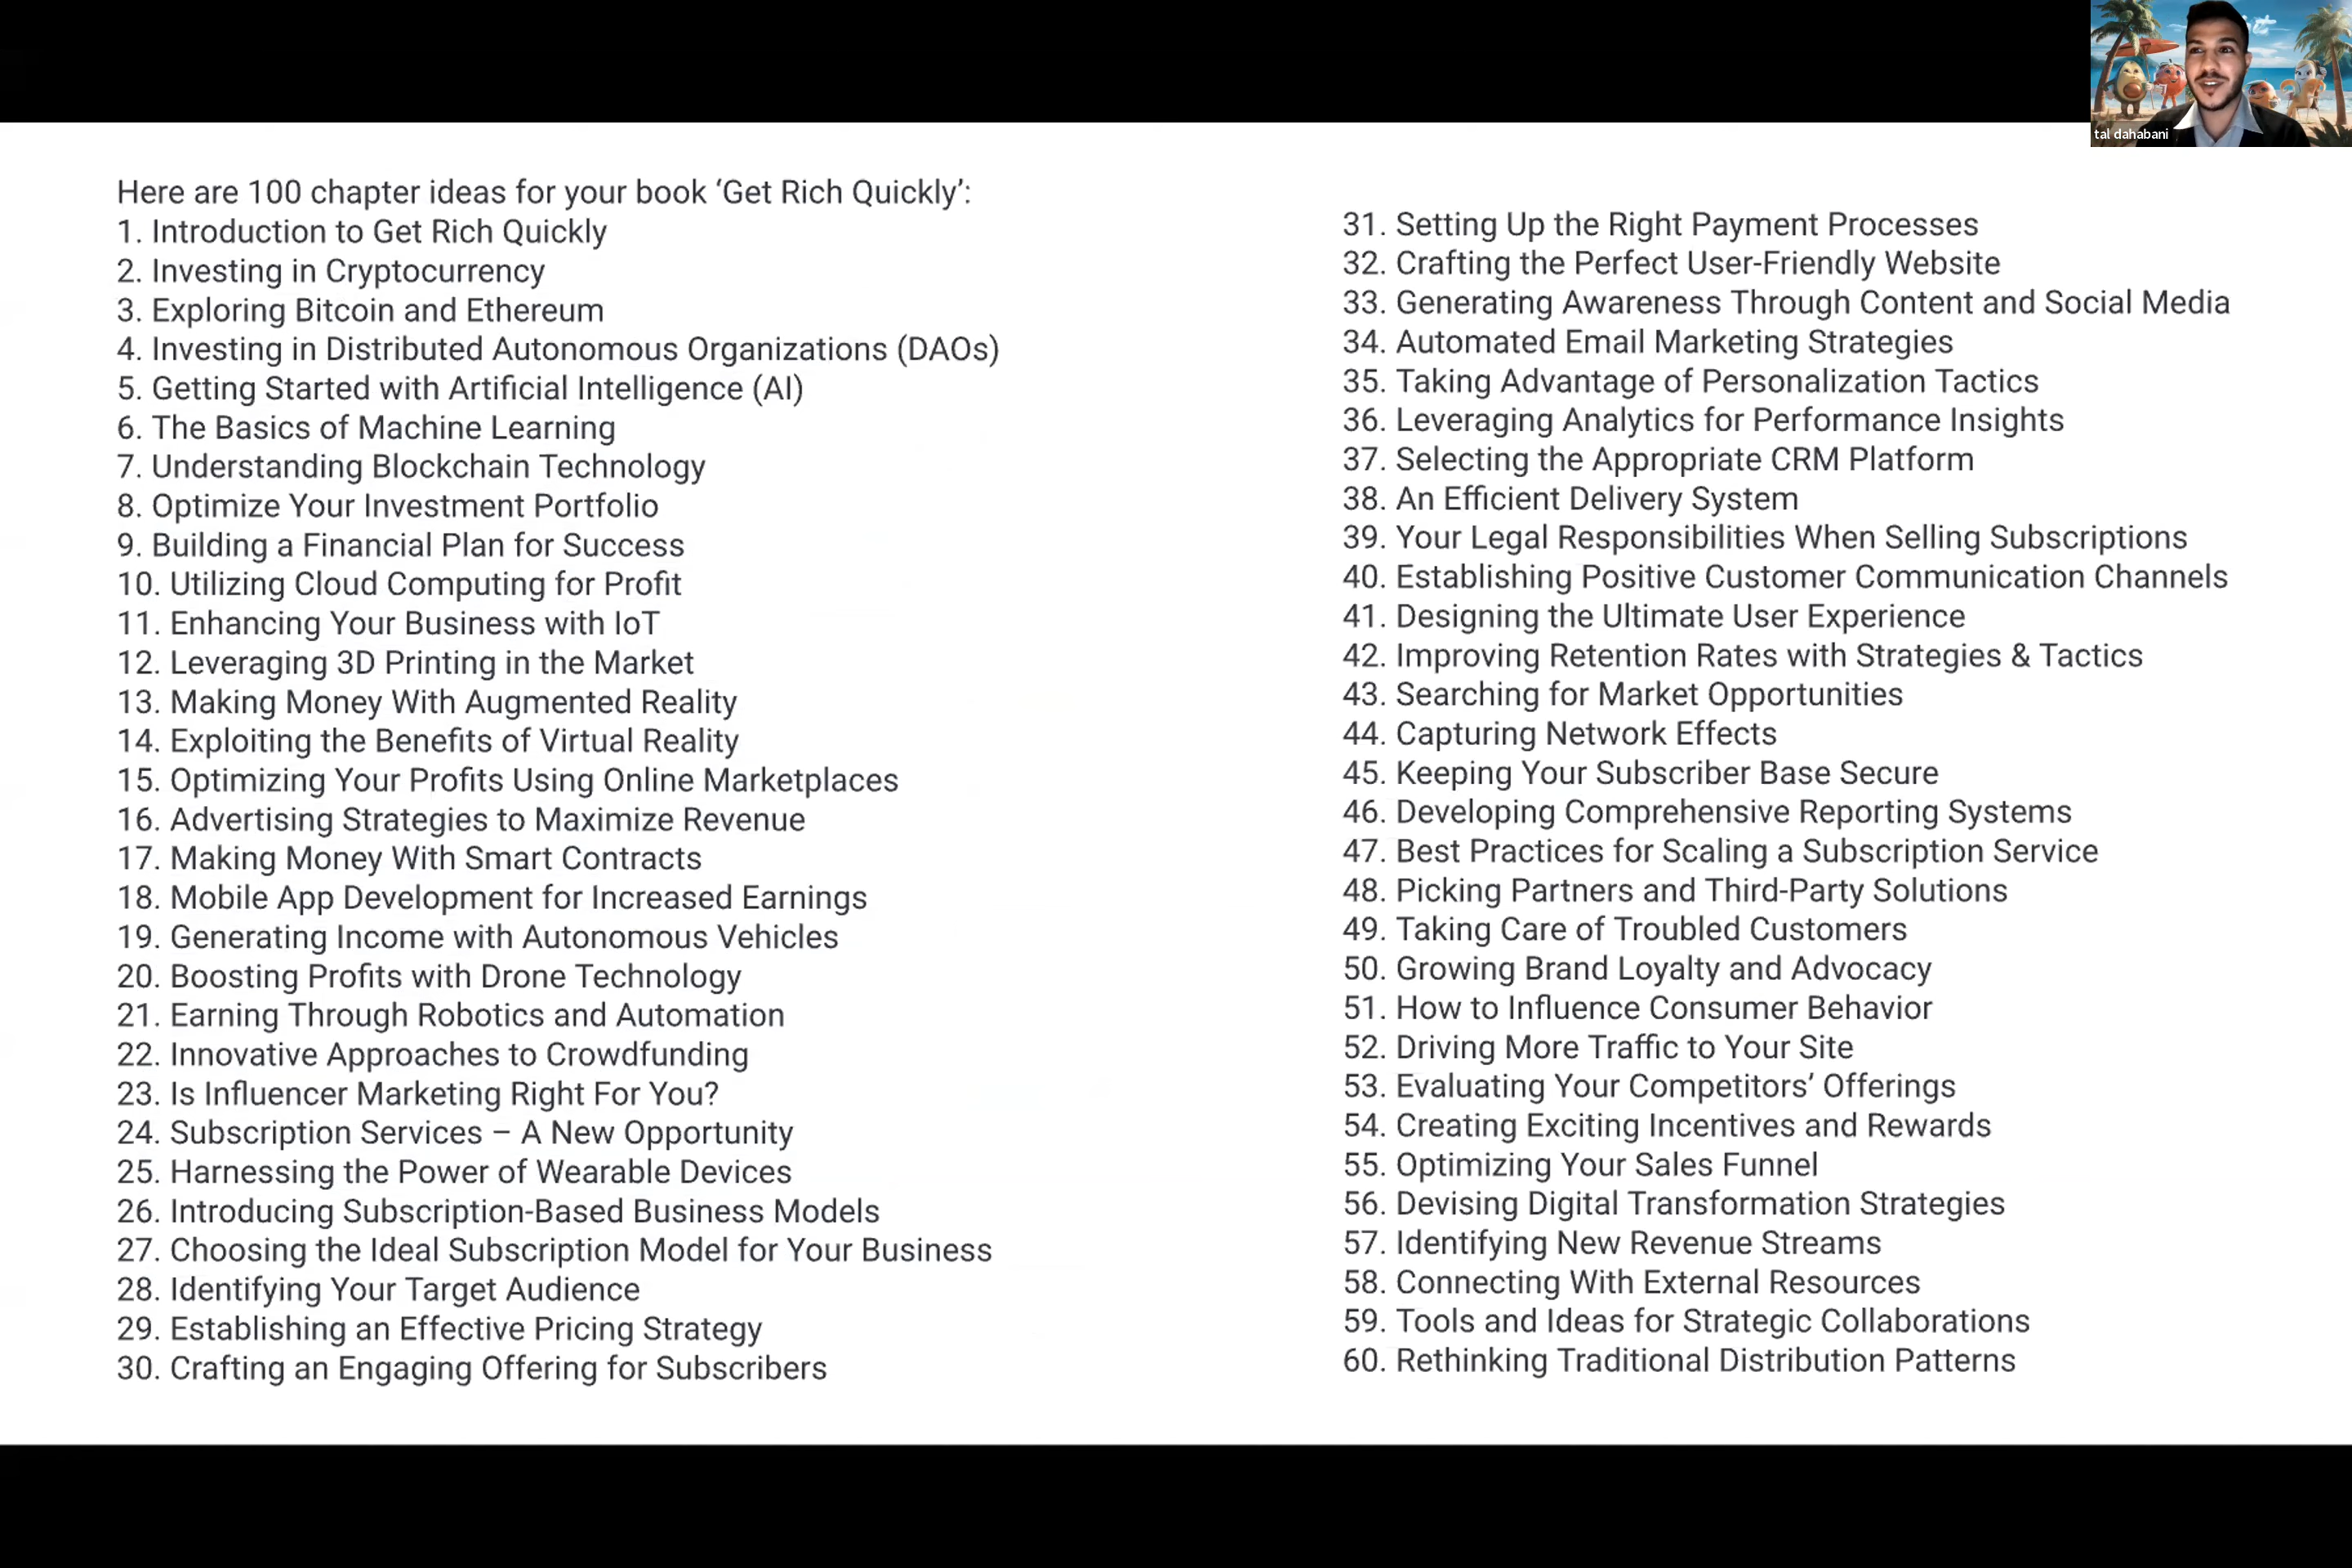 Here are 100 chapter ideas for your book ‘Get Rich Quickly’:
1. Introduction to Get Rich Quickly
2. Investing in Cryptocurrency
3. Exploring Bitcoin and Ethereum
4. Investing in Distributed Autonomous Organizations (DAOs)
5. Getting Started with Artificial Intelligence (AI)
6. The Basics of Machine Learning
7. Understanding Blockchain Technology
8. Optimize Your Investment Portfolio
9. Building a Financial Plan for Success
10. Utilizing Cloud Computing for Profit
11. Enhancing Your Business with IoT
12. Leveraging 3D Printing in the Market
13. Making Money With Augmented Reality
14. Exploiting the Benefits of Virtual Reality
15. Optimizing Your Profits Using Online Marketplaces
16. Advertising Strategies to Maximize Revenue
17. Making Money With Smart Contracts
18. Mobile App Development for Increased Earnings
19. Generating Income with Autonomous Vehicles
20. Boosting Profits with Drone Technology
21. Earning Through Robotics and Automation
22. Innovative Approaches to Crowdfunding
23. Is Influencer Marketing Right For You?
24. Subscription Services – A New Opportunity
25. Harnessing the Power of Wearable Devices
26. Introducing Subscription-Based Business Models
27. Choosing the Ideal Subscription Model for Your Business
28. Identifying Your Target Audience
29. Establishing an Effective Pricing Strategy
30. Crafting an Engaging Offering for Subscribers
31. Setting Up the Right Payment Processes
32. Crafting the Perfect User-Friendly Website
33. Generating Awareness Through Content and Social Media
34. Automated Email Marketing Strategies
35. Taking Advantage of Personalization Tactics
36. Leveraging Analytics for Performance Insights
37. Selecting the Appropriate CRM Platform
38. An Efficient Delivery System
39. Your Legal Responsibilities When Selling Subscriptions
40. Establishing Positive Customer Communication Channels
41. Designing the Ultimate User Experience
42. Improving Retention Rates with Strategies & Tactics
43. Searching for Market Opportunities
44. Capturing Network Effects
45. Keeping Your Subscriber Base Secure
46. Developing Comprehensive Reporting Systems
47. Best Practices for Scaling a Subscription Service
48. Picking Partners and Third-Party Solutions
49. Taking Care of Troubled Customers
50. Growing Brand Loyalty and Advocacy
51. How to Influence Consumer Behavior
52. Driving More Traffic to Your Site
53. Evaluating Your Competitors’ Offerings
54. Creating Exciting Incentives and Rewards
55. Optimizing Your Sales Funnel
56. Devising Digital Transformation Strategies
57. Identifying New Revenue Streams
58. Connecting With External Resources
59. Tools and Ideas for Strategic Collaborations
60. Rethinking Traditional Distribution Patterns
tal dahabani